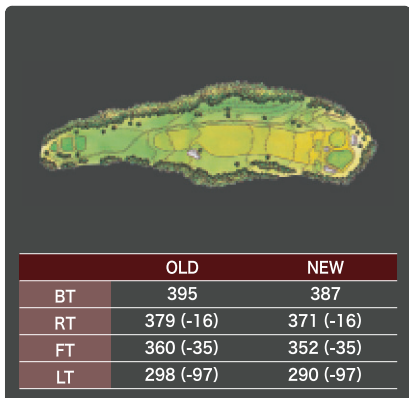 OLD NEW
BT 395 387
RT 379 (-16) 371 (-16)
FT 360 (-35) 352 (-35)
LT 298 (-97) 290 (-97)